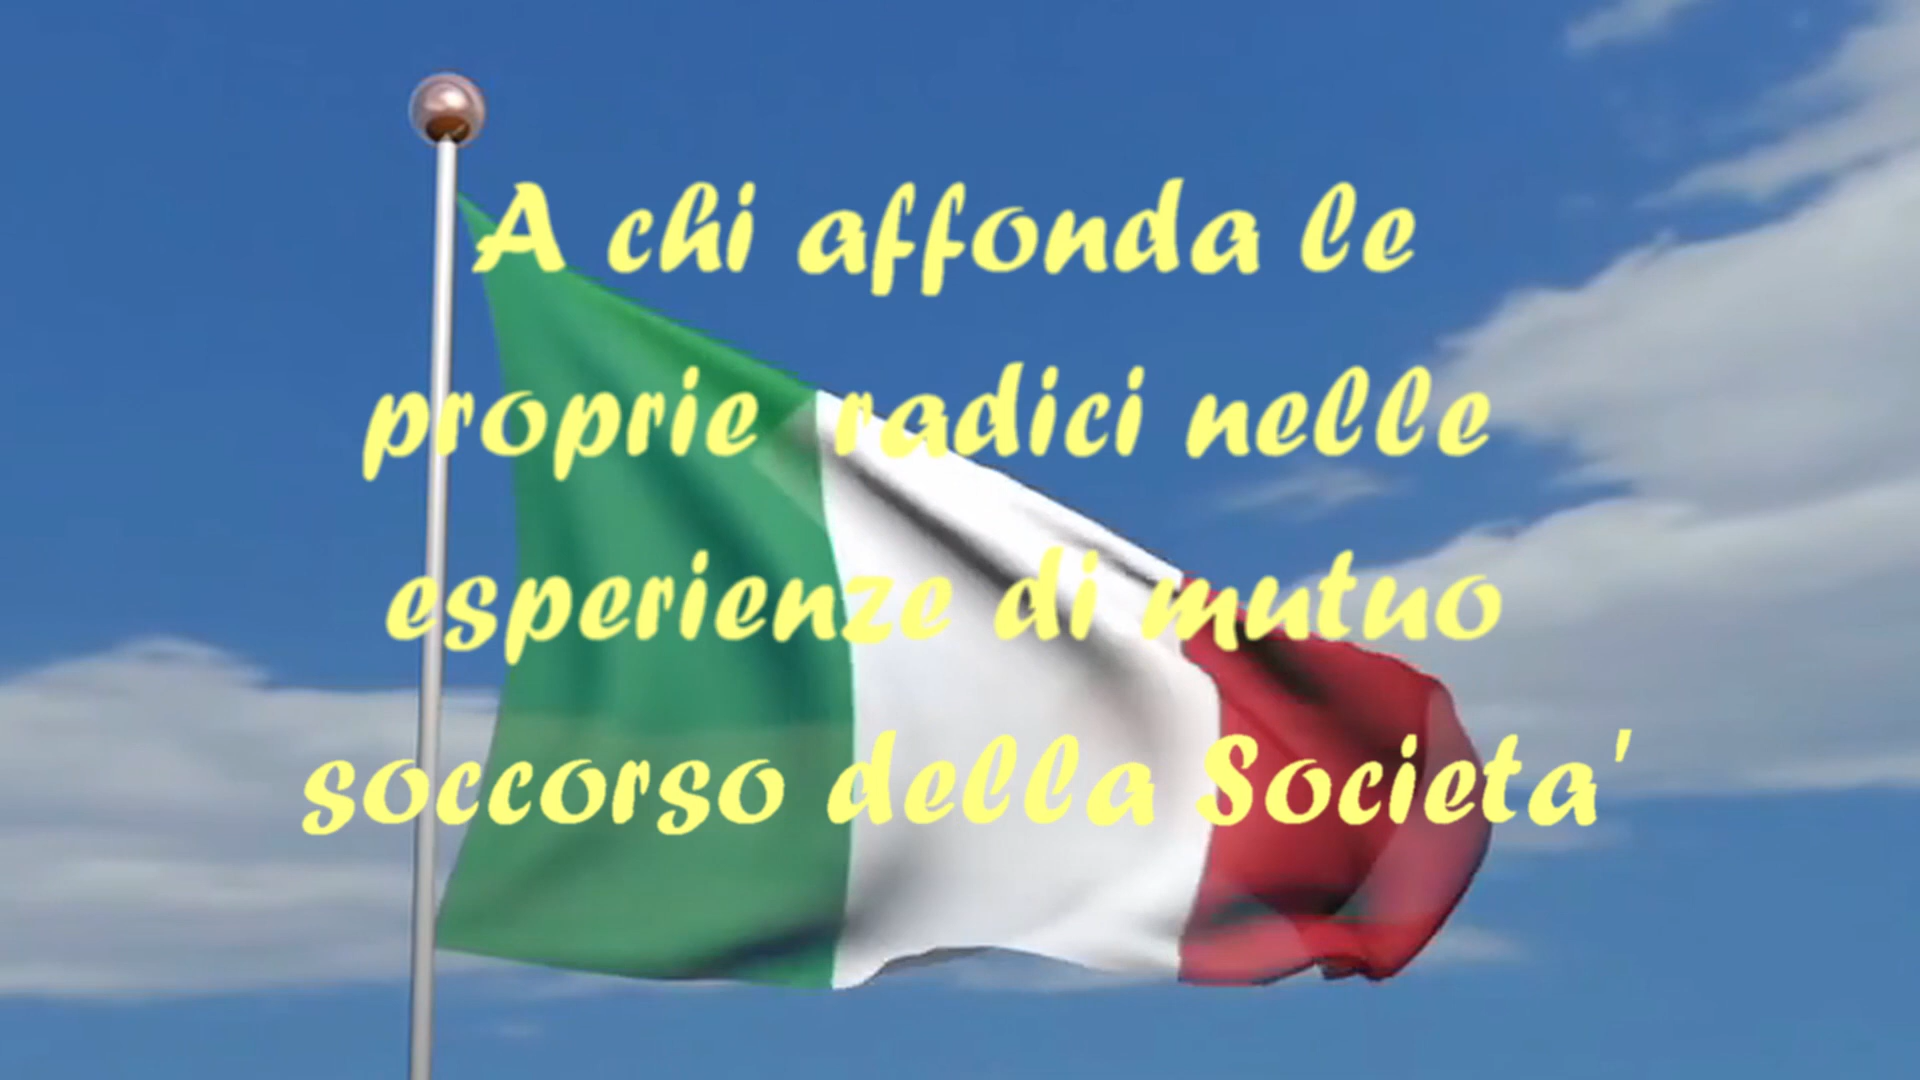 A chi affonda le
proprie radici nelle
esperienze di mutuo
soccorso della Societa'